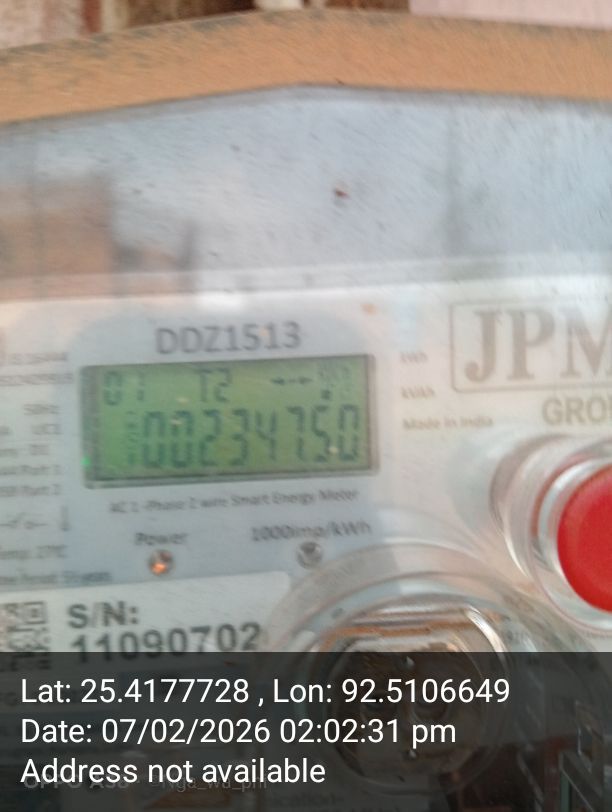 DDZ1513
01 T2
00234750
AC 1-Phase 2 wire Smart Energy Meter
Power 1000imp/kWh
S/N:
11090702
kWh
kVAh
JPM
Made in India
GRO
Lat: 25.4177728 , Lon: 92.5106649
Date: 07/02/2026 02:02:31 pm
Address not available